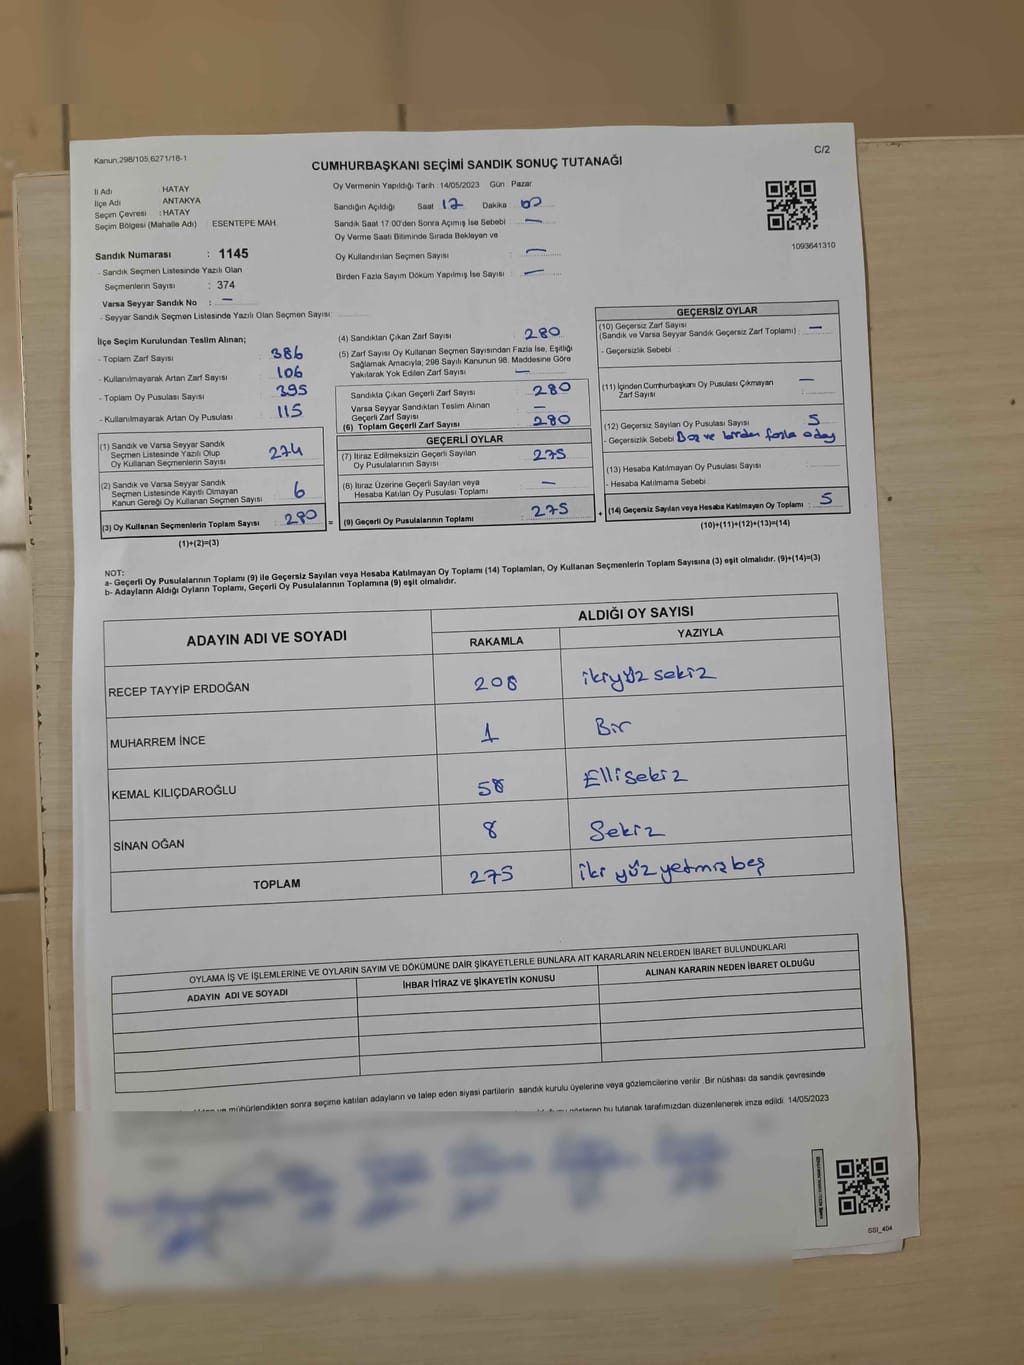 Kanun,298/105,6271/18-1
C/2
CUMHURBAŞKANI SEÇİMİ SANDIK SONUÇ TUTANAĞI
İl Adı HATAY
İlçe Adı ANTAKYA
Seçim Çevresi : HATAY
Seçim Bölgesi (Mahalle Adı) : ESENTEPE MAH.
Oy Vermenin Yapıldığı Tarih :14/05/2023 Gün : Pazar
Sandığın Açıldığı Saat 17 Dakika 00
Sandık Saat 17:00'den Sonra Açımış İse Sebebi : —
Oy Verme Saati Bitiminde Sırada Bekleyen ve
Oy Kullandırılan Seçmen Sayısı : —
Birden Fazla Sayım Döküm Yapılmış İse Sayısı : —
1093641310
Sandık Numarası : 1145
- Sandık Seçmen Listesinde Yazılı Olan
Seçmenlerin Sayısı : 374
Varsa Seyyar Sandık No : —
- Seyyar Sandık Seçmen Listesinde Yazılı Olan Seçmen Sayısı :
İlçe Seçim Kurulundan Teslim Alınan;
- Toplam Zarf Sayısı : 386
- Kullanılmayarak Artan Zarf Sayısı : 106
- Toplam Oy Pusulası Sayısı : 395
- Kullanılmayarak Artan Oy Pusulası : 115
(1) Sandık ve Varsa Seyyar Sandık
Seçmen Listesinde Yazılı Olup
Oy Kullanan Seçmenlerin Sayısı : 274
(2) Sandık ve Varsa Seyyar Sandık
Seçmen Listesinde Kayıtlı Olmayan
Kanun Gereği Oy Kullanan Seçmen Sayısı : 6
(3) Oy Kullanan Seçmenlerin Toplam Sayısı : 280
(1)+(2)=(3)
(4) Sandıktan Çıkan Zarf Sayısı : 280
(5) Zarf Sayısı Oy Kullanan Seçmen Sayısından Fazla İse, Eşitliği
Sağlamak Amacıyla; 298 Sayılı Kanunun 98. Maddesine Göre
Yakılarak Yok Edilen Zarf Sayısı : —
Sandıkta Çıkan Geçerli Zarf Sayısı : 280
Varsa Seyyar Sandıktan Teslim Alınan
Geçerli Zarf Sayısı : —
(6) Toplam Geçerli Zarf Sayısı : 280
GEÇERLİ OYLAR
(7) İtiraz Edilmeksizin Geçerli Sayılan
Oy Pusulalarının Sayısı : 275
(8) İtiraz Üzerine Geçerli Sayılan veya
Hesaba Katılan Oy Pusulası Toplamı : —
= (9) Geçerli Oy Pusulalarının Toplamı : 275 +
GEÇERSİZ OYLAR
(10) Geçersiz Zarf Sayısı
(Sandık ve Varsa Seyyar Sandık Geçersiz Zarf Toplamı) : —
- Geçersizlik Sebebi :
(11) İçinden Cumhurbaşkanı Oy Pusulası Çıkmayan
Zarf Sayısı : —
(12) Geçersiz Sayılan Oy Pusulası Sayısı : 5
- Geçersizlik Sebebi : Boş ve birden fazla aday
(13) Hesaba Katılmayan Oy Pusulası Sayısı :
- Hesaba Katılmama Sebebi :
(14) Geçersiz Sayılan veya Hesaba Katılmayan Oy Toplamı : 5
(10)+(11)+(12)+(13)=(14)
NOT:
a- Geçerli Oy Pusulalarının Toplamı (9) ile Geçersiz Sayılan veya Hesaba Katılmayan Oy Toplamı (14) Toplamları, Oy Kullanan Seçmenlerin Toplam Sayısına (3) eşit olmalıdır. (9)+(14)=(3)
b- Adayların Aldığı Oyların Toplamı, Geçerli Oy Pusulalarının Toplamına (9) eşit olmalıdır.
ADAYIN ADI VE SOYADI ALDIĞI OY SAYISI
RAKAMLA YAZIYLA
RECEP TAYYİP ERDOĞAN 208 ikiyüz sekiz
MUHARREM İNCE 1 Bir
KEMAL KILIÇDAROĞLU 58 Ellisekiz
SİNAN OĞAN 8 Sekiz
TOPLAM 275 iki yüz yetmiş beş
OYLAMA İŞ VE İŞLEMLERİNE VE OYLARIN SAYIM VE DÖKÜMÜNE DAİR ŞİKAYETLERLE BUNLARA AİT KARARLARIN NELERDEN İBARET BULUNDUKLARI
ADAYIN ADI VE SOYADI İHBAR İTİRAZ VE ŞİKAYETİN KONUSU ALINAN KARARIN NEDEN İBARET OLDUĞU
ve mühürlendikten sonra seçime katılan adayların ve talep eden siyasi partilerin sandık kurulu üyelerine veya gözlemcilerine verilir .Bir nüshası da sandık çevresinde
gösteren bu tutanak tarafımızdan düzenlenerek imza edildi. 14/05/2023
SSI_404